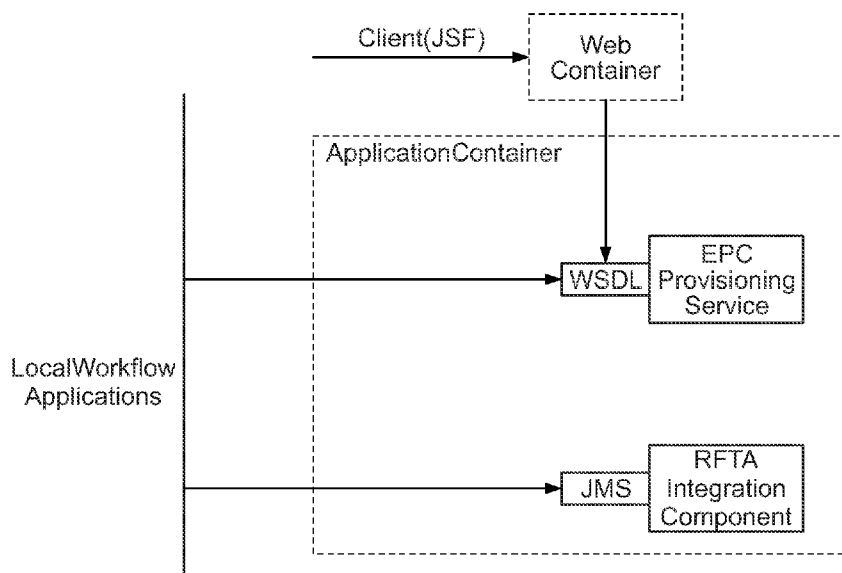 Client(JSF)
Web
Container
ApplicationContainer
WSDL
EPC
Provisioning
Service
LocalWorkflow
Applications
JMS
RFTA
Integration
Component